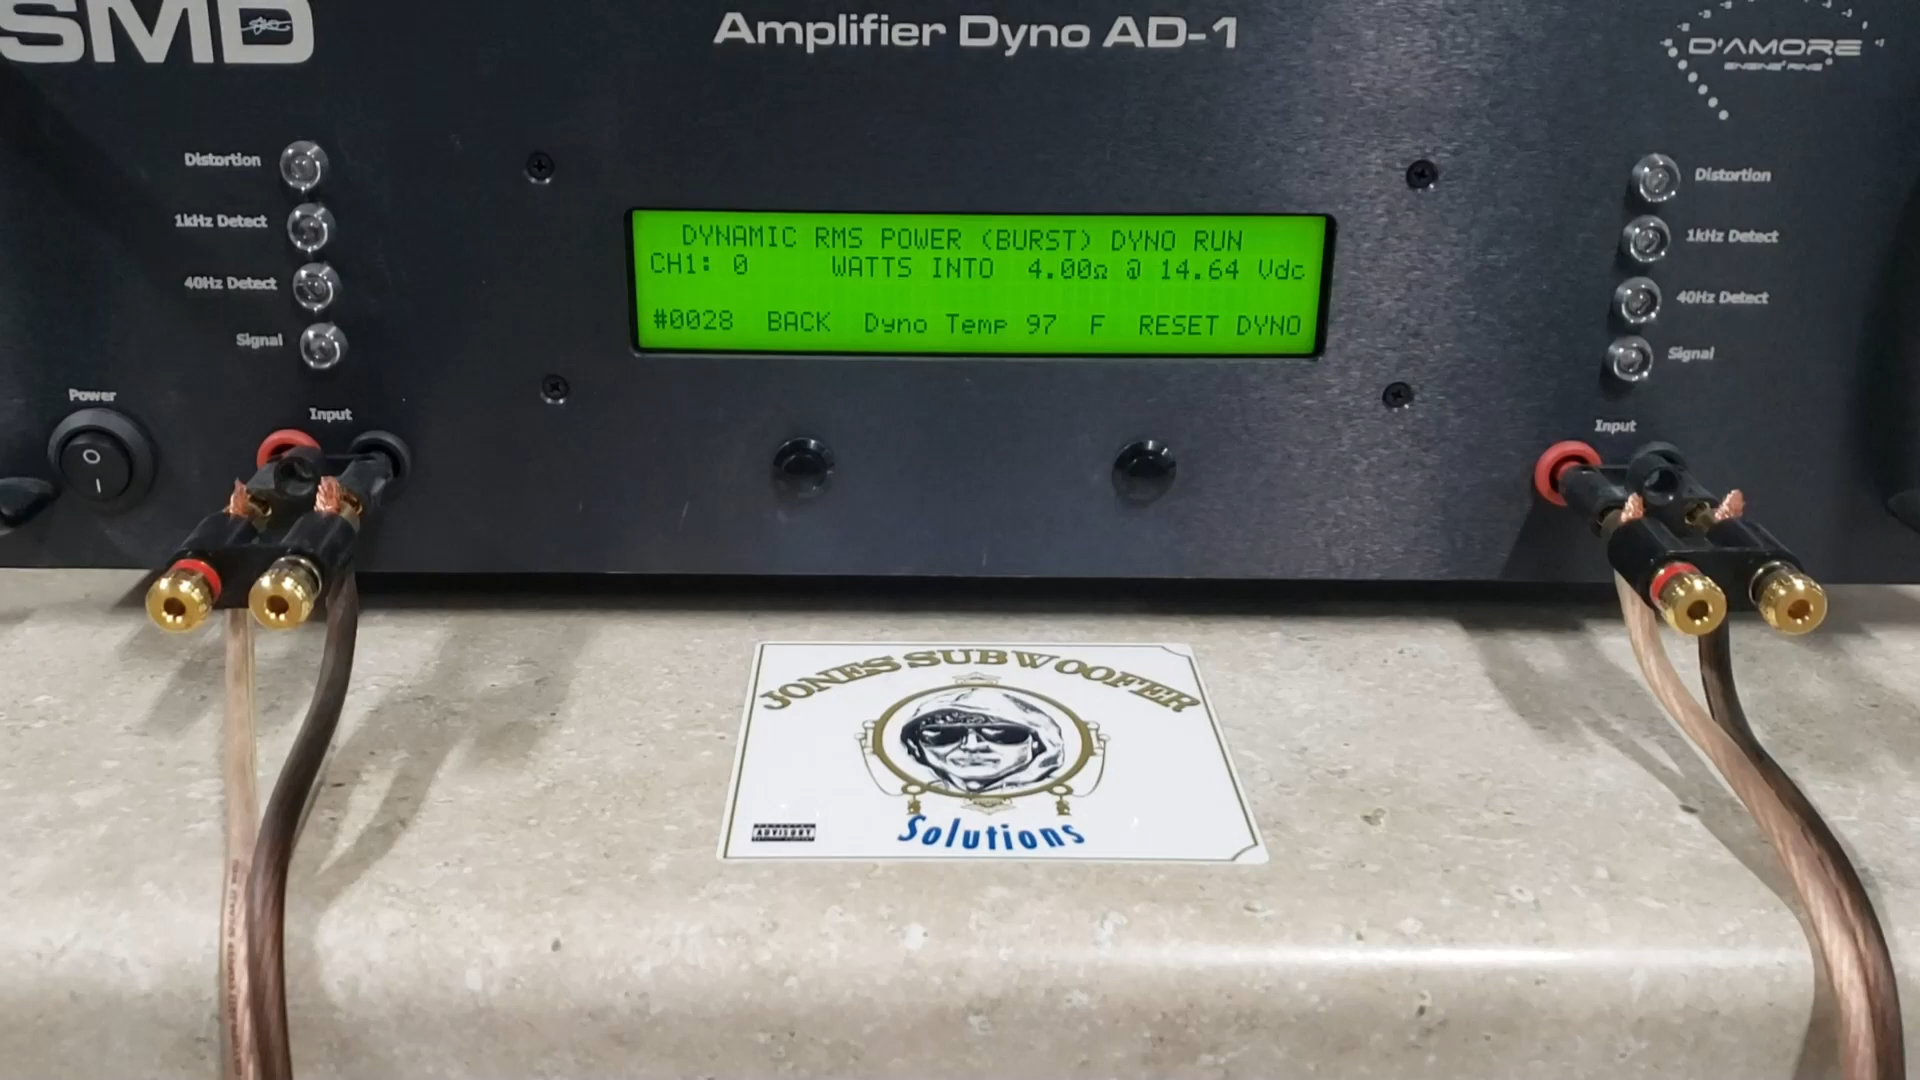 SMD
Amplifier Dyno AD-1
D'AMORE
ENGINEERING
Distortion
1kHz Detect
40Hz Detect
Signal
Power
Input
DYNAMIC RMS POWER (BURST) DYNO RUN
CH1: 0 WATTS INTO 4.00Ω @ 14.64 Vdc
#0028 BACK Dyno Temp 97 F RESET DYNO
Distortion
1kHz Detect
40Hz Detect
Signal
Input
JONES SUBWOOFER
Solutions
ADVISORY